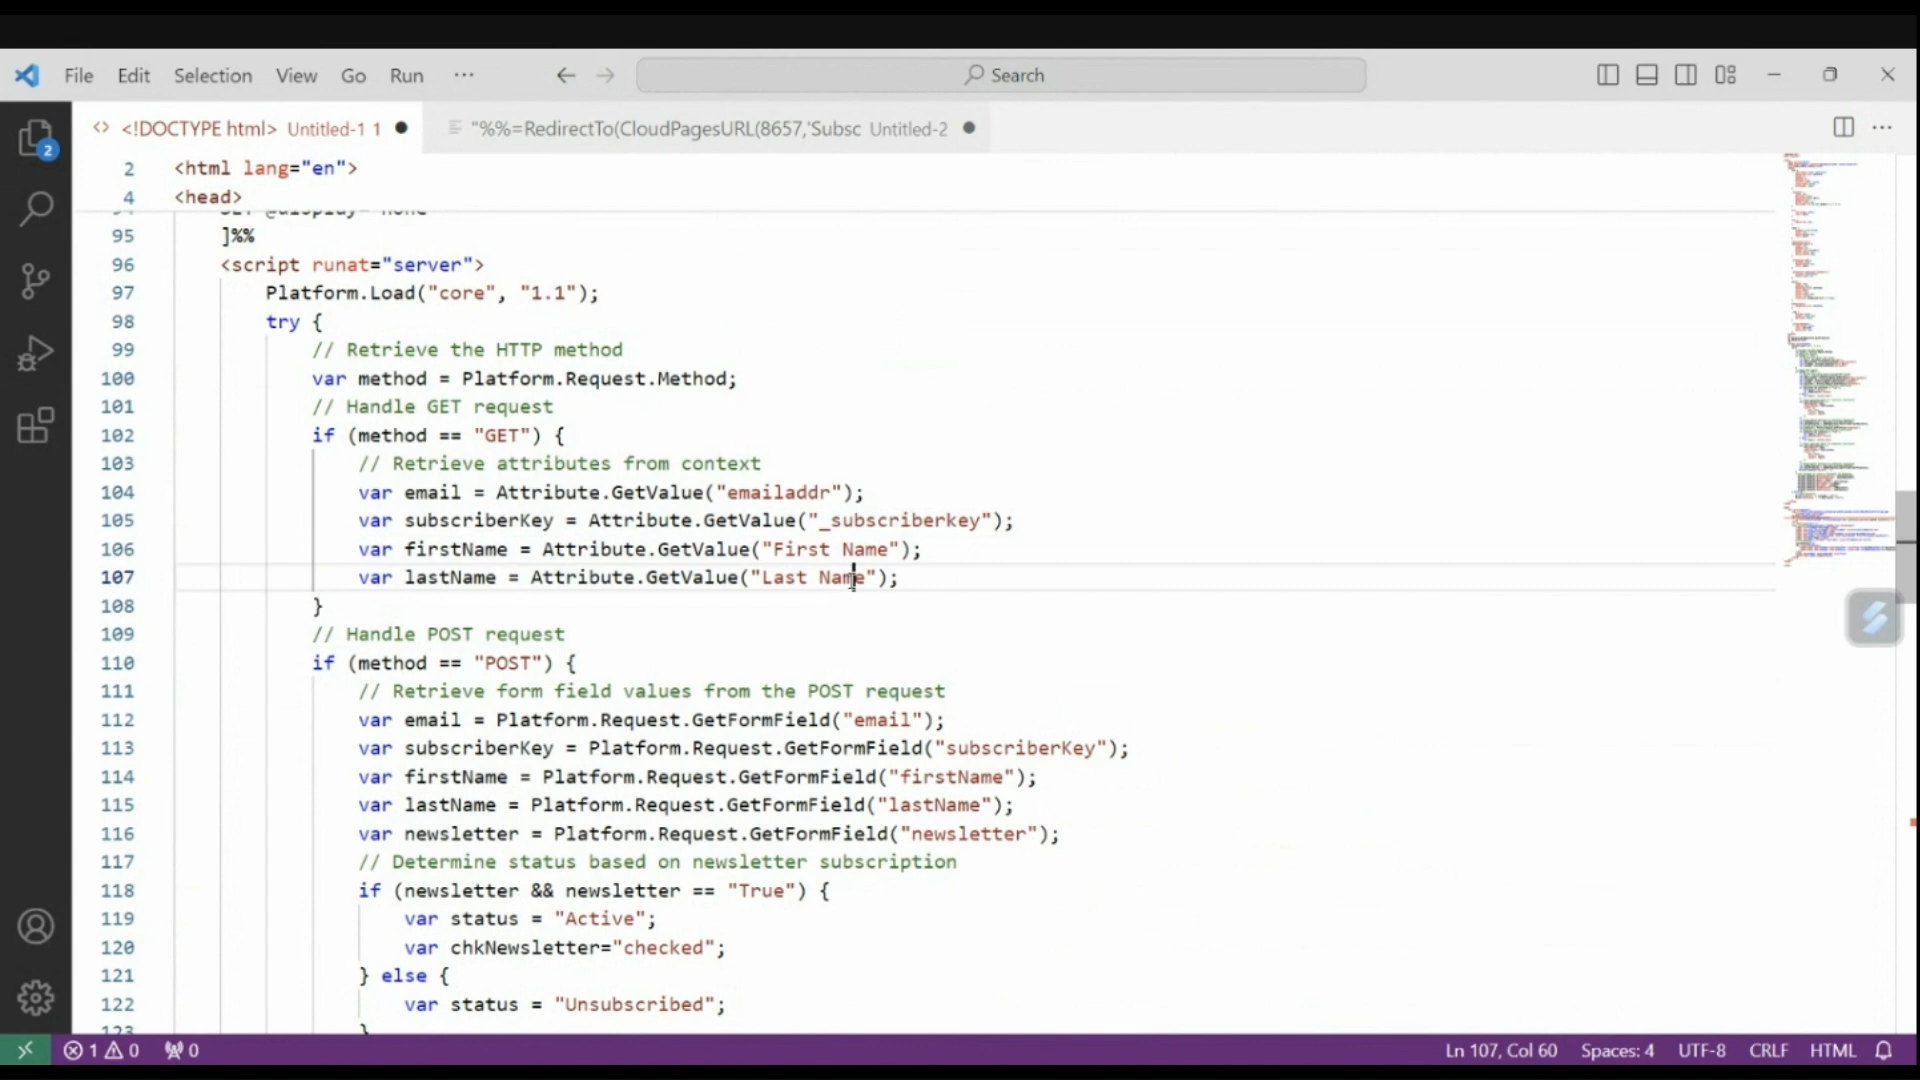 File Edit Selection View Go Run ··· Search
<!DOCTYPE html> Untitled-1 1 "%%=RedirectTo(CloudPagesURL(8657,'Subsc Untitled-2
2
2 <html lang="en">
4 <head>
95 ]%%
96 <script runat="server">
97 Platform.Load("core", "1.1");
98 try {
99 // Retrieve the HTTP method
100 var method = Platform.Request.Method;
101 // Handle GET request
102 if (method == "GET") {
103 // Retrieve attributes from context
104 var email = Attribute.GetValue("emailaddr");
105 var subscriberKey = Attribute.GetValue("_subscriberkey");
106 var firstName = Attribute.GetValue("First Name");
107 var lastName = Attribute.GetValue("Last Name");
108 }
109 // Handle POST request
110 if (method == "POST") {
111 // Retrieve form field values from the POST request
112 var email = Platform.Request.GetFormField("email");
113 var subscriberKey = Platform.Request.GetFormField("subscriberKey");
114 var firstName = Platform.Request.GetFormField("firstName");
115 var lastName = Platform.Request.GetFormField("lastName");
116 var newsletter = Platform.Request.GetFormField("newsletter");
117 // Determine status based on newsletter subscription
118 if (newsletter && newsletter == "True") {
119 var status = "Active";
120 var chkNewsletter="checked";
121 } else {
122 var status = "Unsubscribed";
123 }
1 0 0 Ln 107, Col 60 Spaces: 4 UTF-8 CRLF HTML